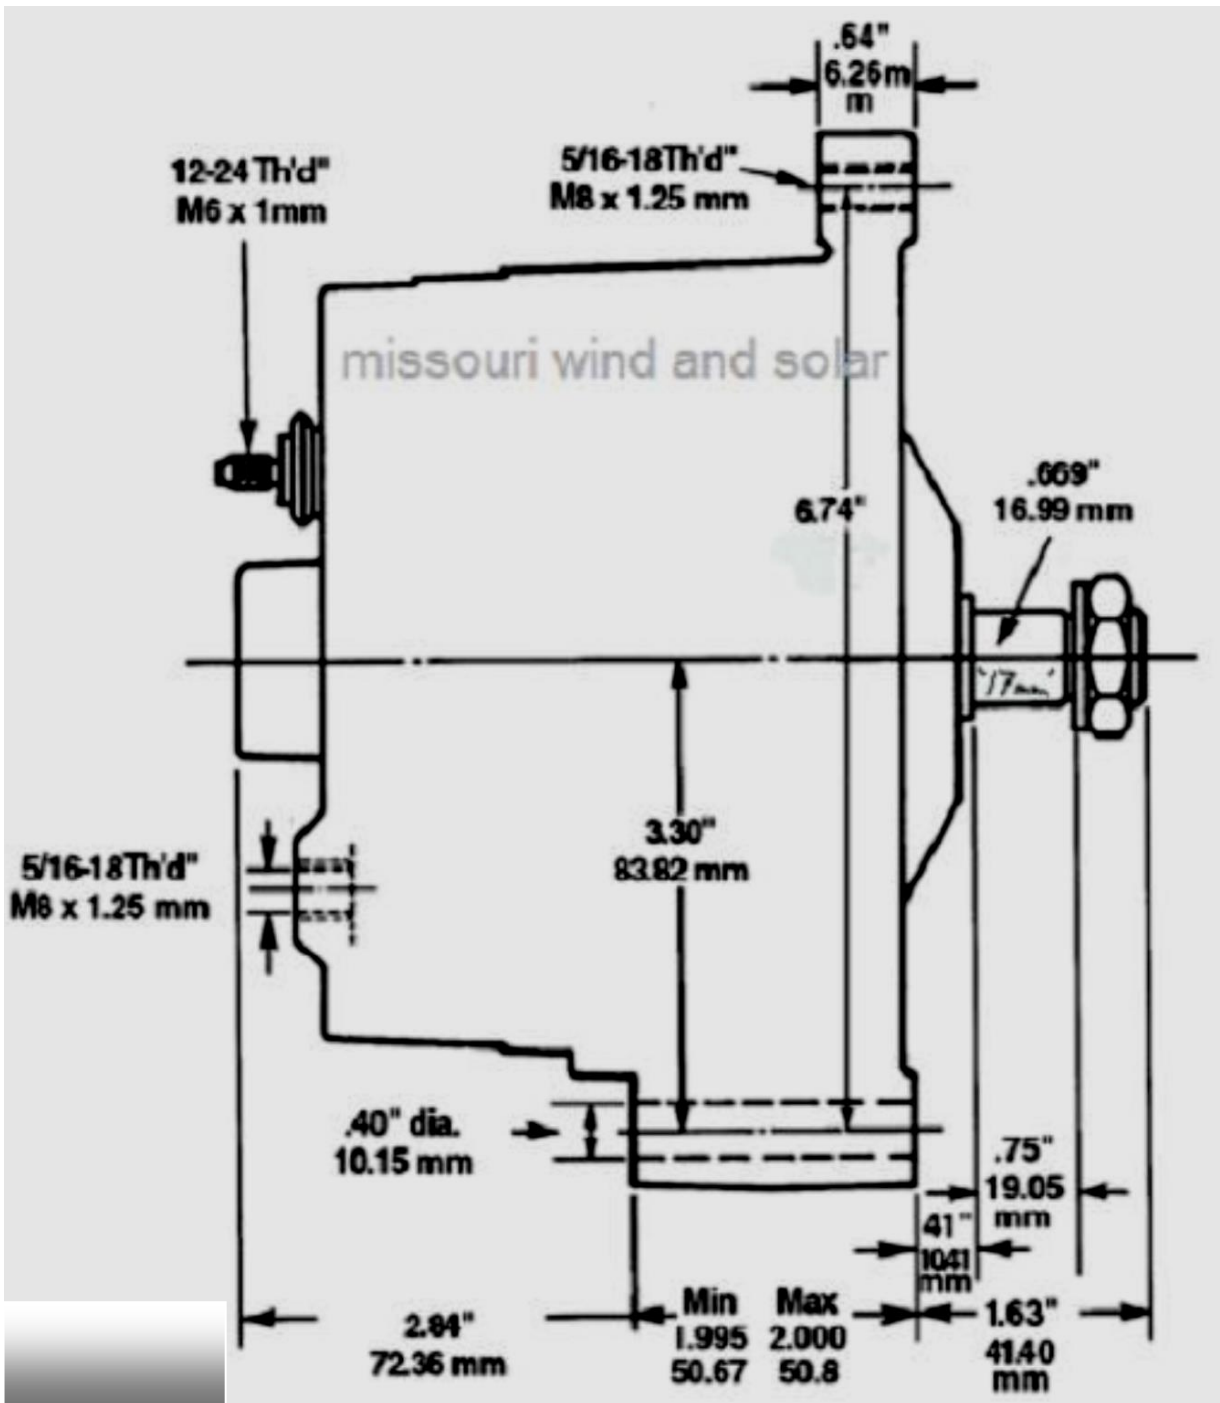 .64"
6.26m
m
12-24 Th'd"
M6 x 1mm
5/16-18Th'd"
M8 x 1.25 mm
missouri wind and solar
6.74"
.669"
16.99 mm
"17mm"
3.30"
83.82 mm
5/16-18Th'd"
M8 x 1.25 mm
.40" dia.
10.15 mm
.75"
19.05
mm
.41"
10.41
mm
2.84"
72.36 mm
Min Max
1.995 2.000
50.67 50.8
1.63"
41.40
mm